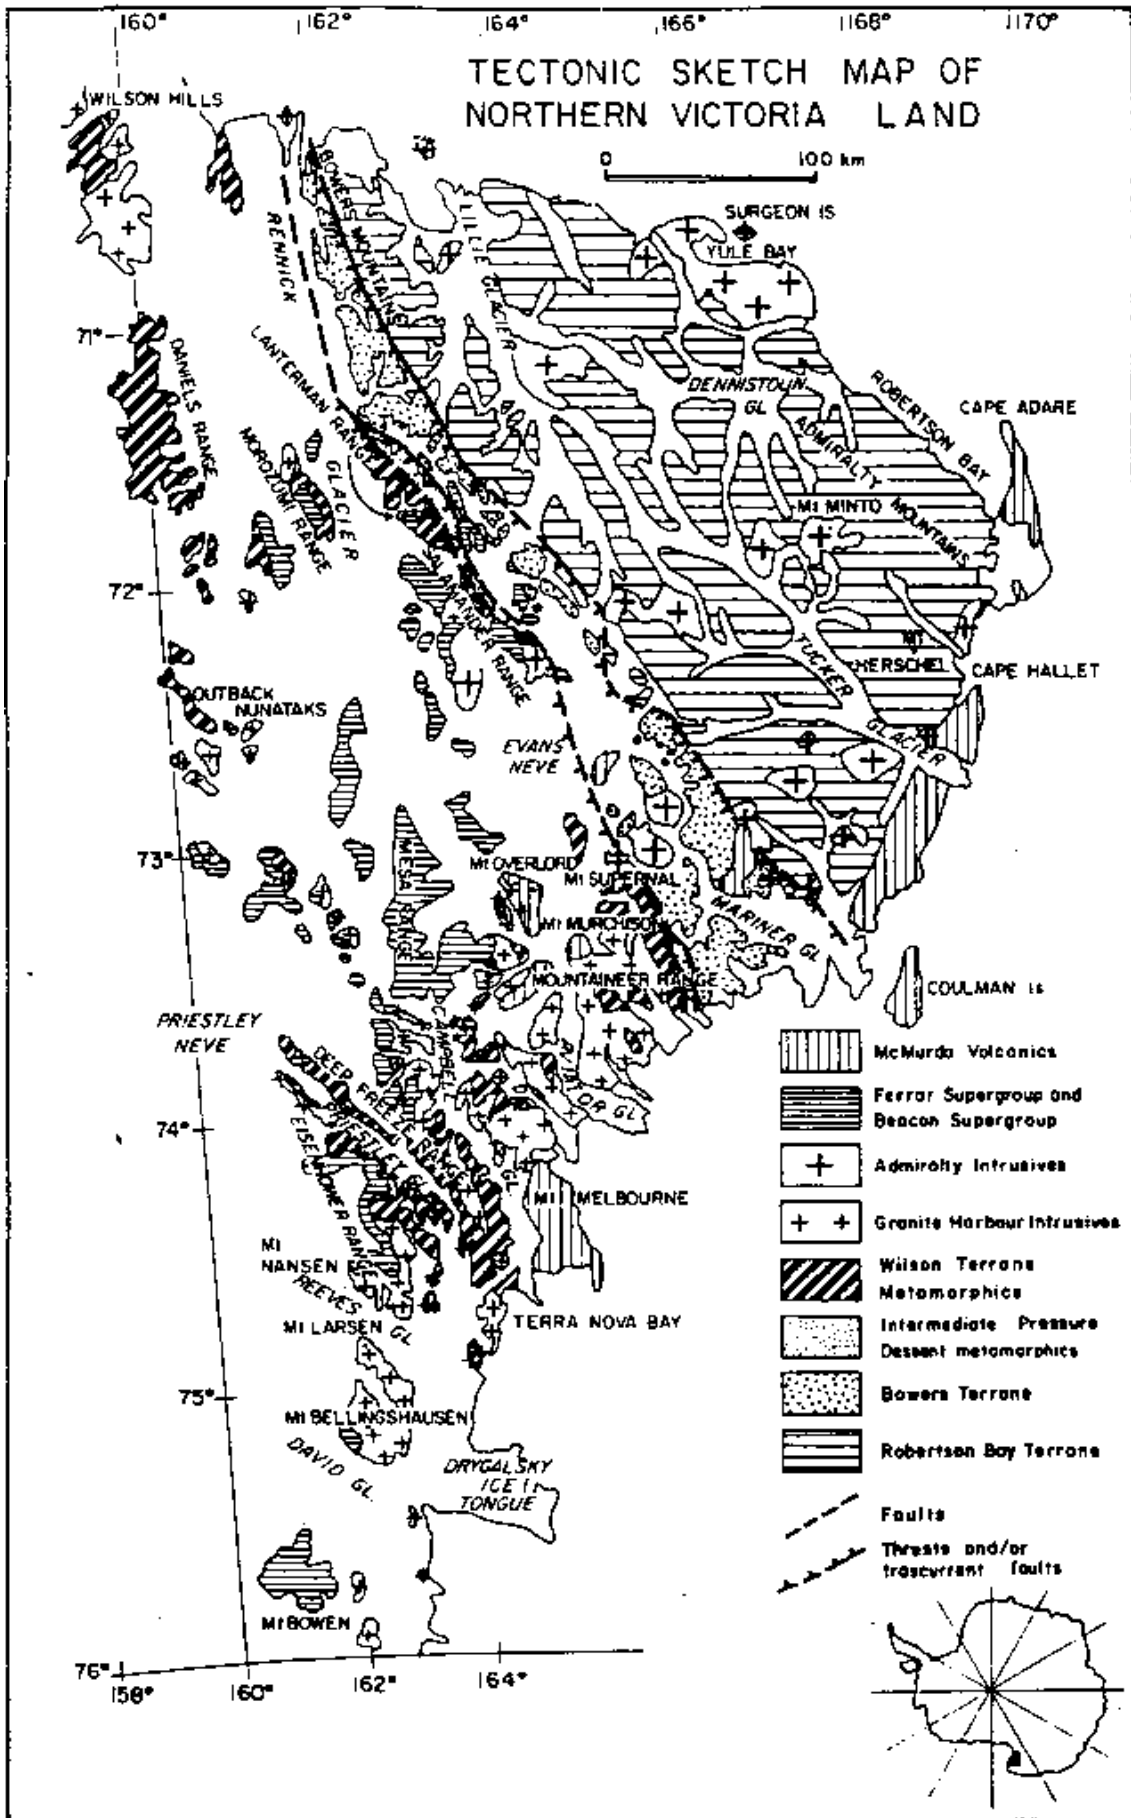 160° 162° 164° 166° 168° 170°
TECTONIC SKETCH MAP OF
NORTHERN VICTORIA LAND
0 100 km
WILSON HILLS
BOWERS MOUNTAINS
RENNICK
GLACIER
LILLIE GLACIER
SURGEON IS
YULE BAY
71°
DANIELS RANGE
LANTERMAN RANGE
MOROZUMI RANGE
DENNISTOUN
GL
ROBERTSON BAY
CAPE ADARE
ADMIRALTY
MOUNTAINS
Mt MINTO
72°
SALAMANDER RANGE
TUCKER
GLACIER
MT
HERSCHEL
CAPE HALLET
OUTBACK
NUNATAKS
EVANS
NEVE
73°
MESA
RANGE
Mt OVERLORD
Mt SUPERNAL
Mt MURCHISON
MARINER GL
MOUNTAINEER RANGE
COULMAN Is
PRIESTLEY
NEVE
CAMPBELL
GL
DEEP FREEZE RANGE
PRIESTLEY
EISENHOWER RANGE
74°
Mt MELBOURNE
Mt
NANSEN
REEVES
GL
Mt LARSEN
TERRA NOVA BAY
75°
Mt BELLINGSHAUSEN
DAVID GL.
DRYGALSKY
ICE
TONGUE
Mt BOWEN
76°
158° 160° 162° 164°
McMurdo Volcanics
Ferrar Supergroup and
Beacon Supergroup
Admiralty Intrusives
Granite Harbour Intrusives
Wilson Terrane
Metamorphics
Intermediate Pressure
Dessent metamorphics
Bowers Terrane
Robertson Bay Terrane
Faults
Thrests and/or
trascurrent faults